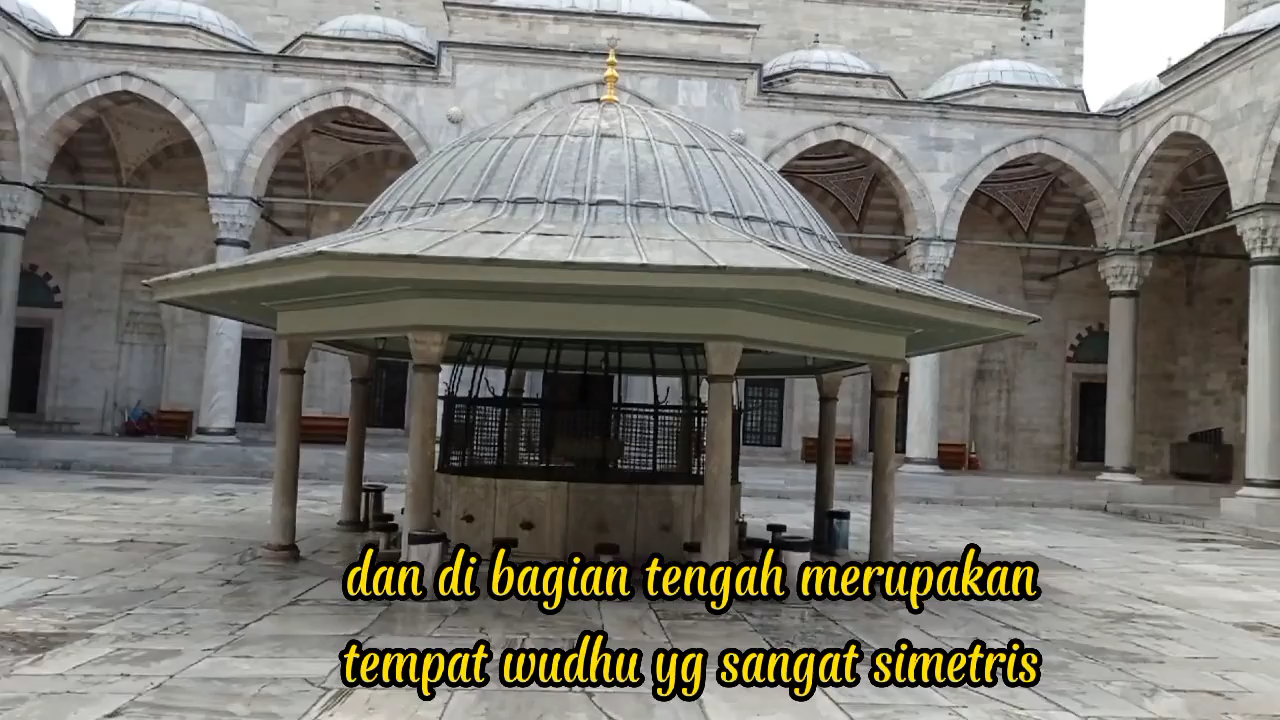 dan di bagian tengah merupakan
tempat wudhu yg sangat simetris